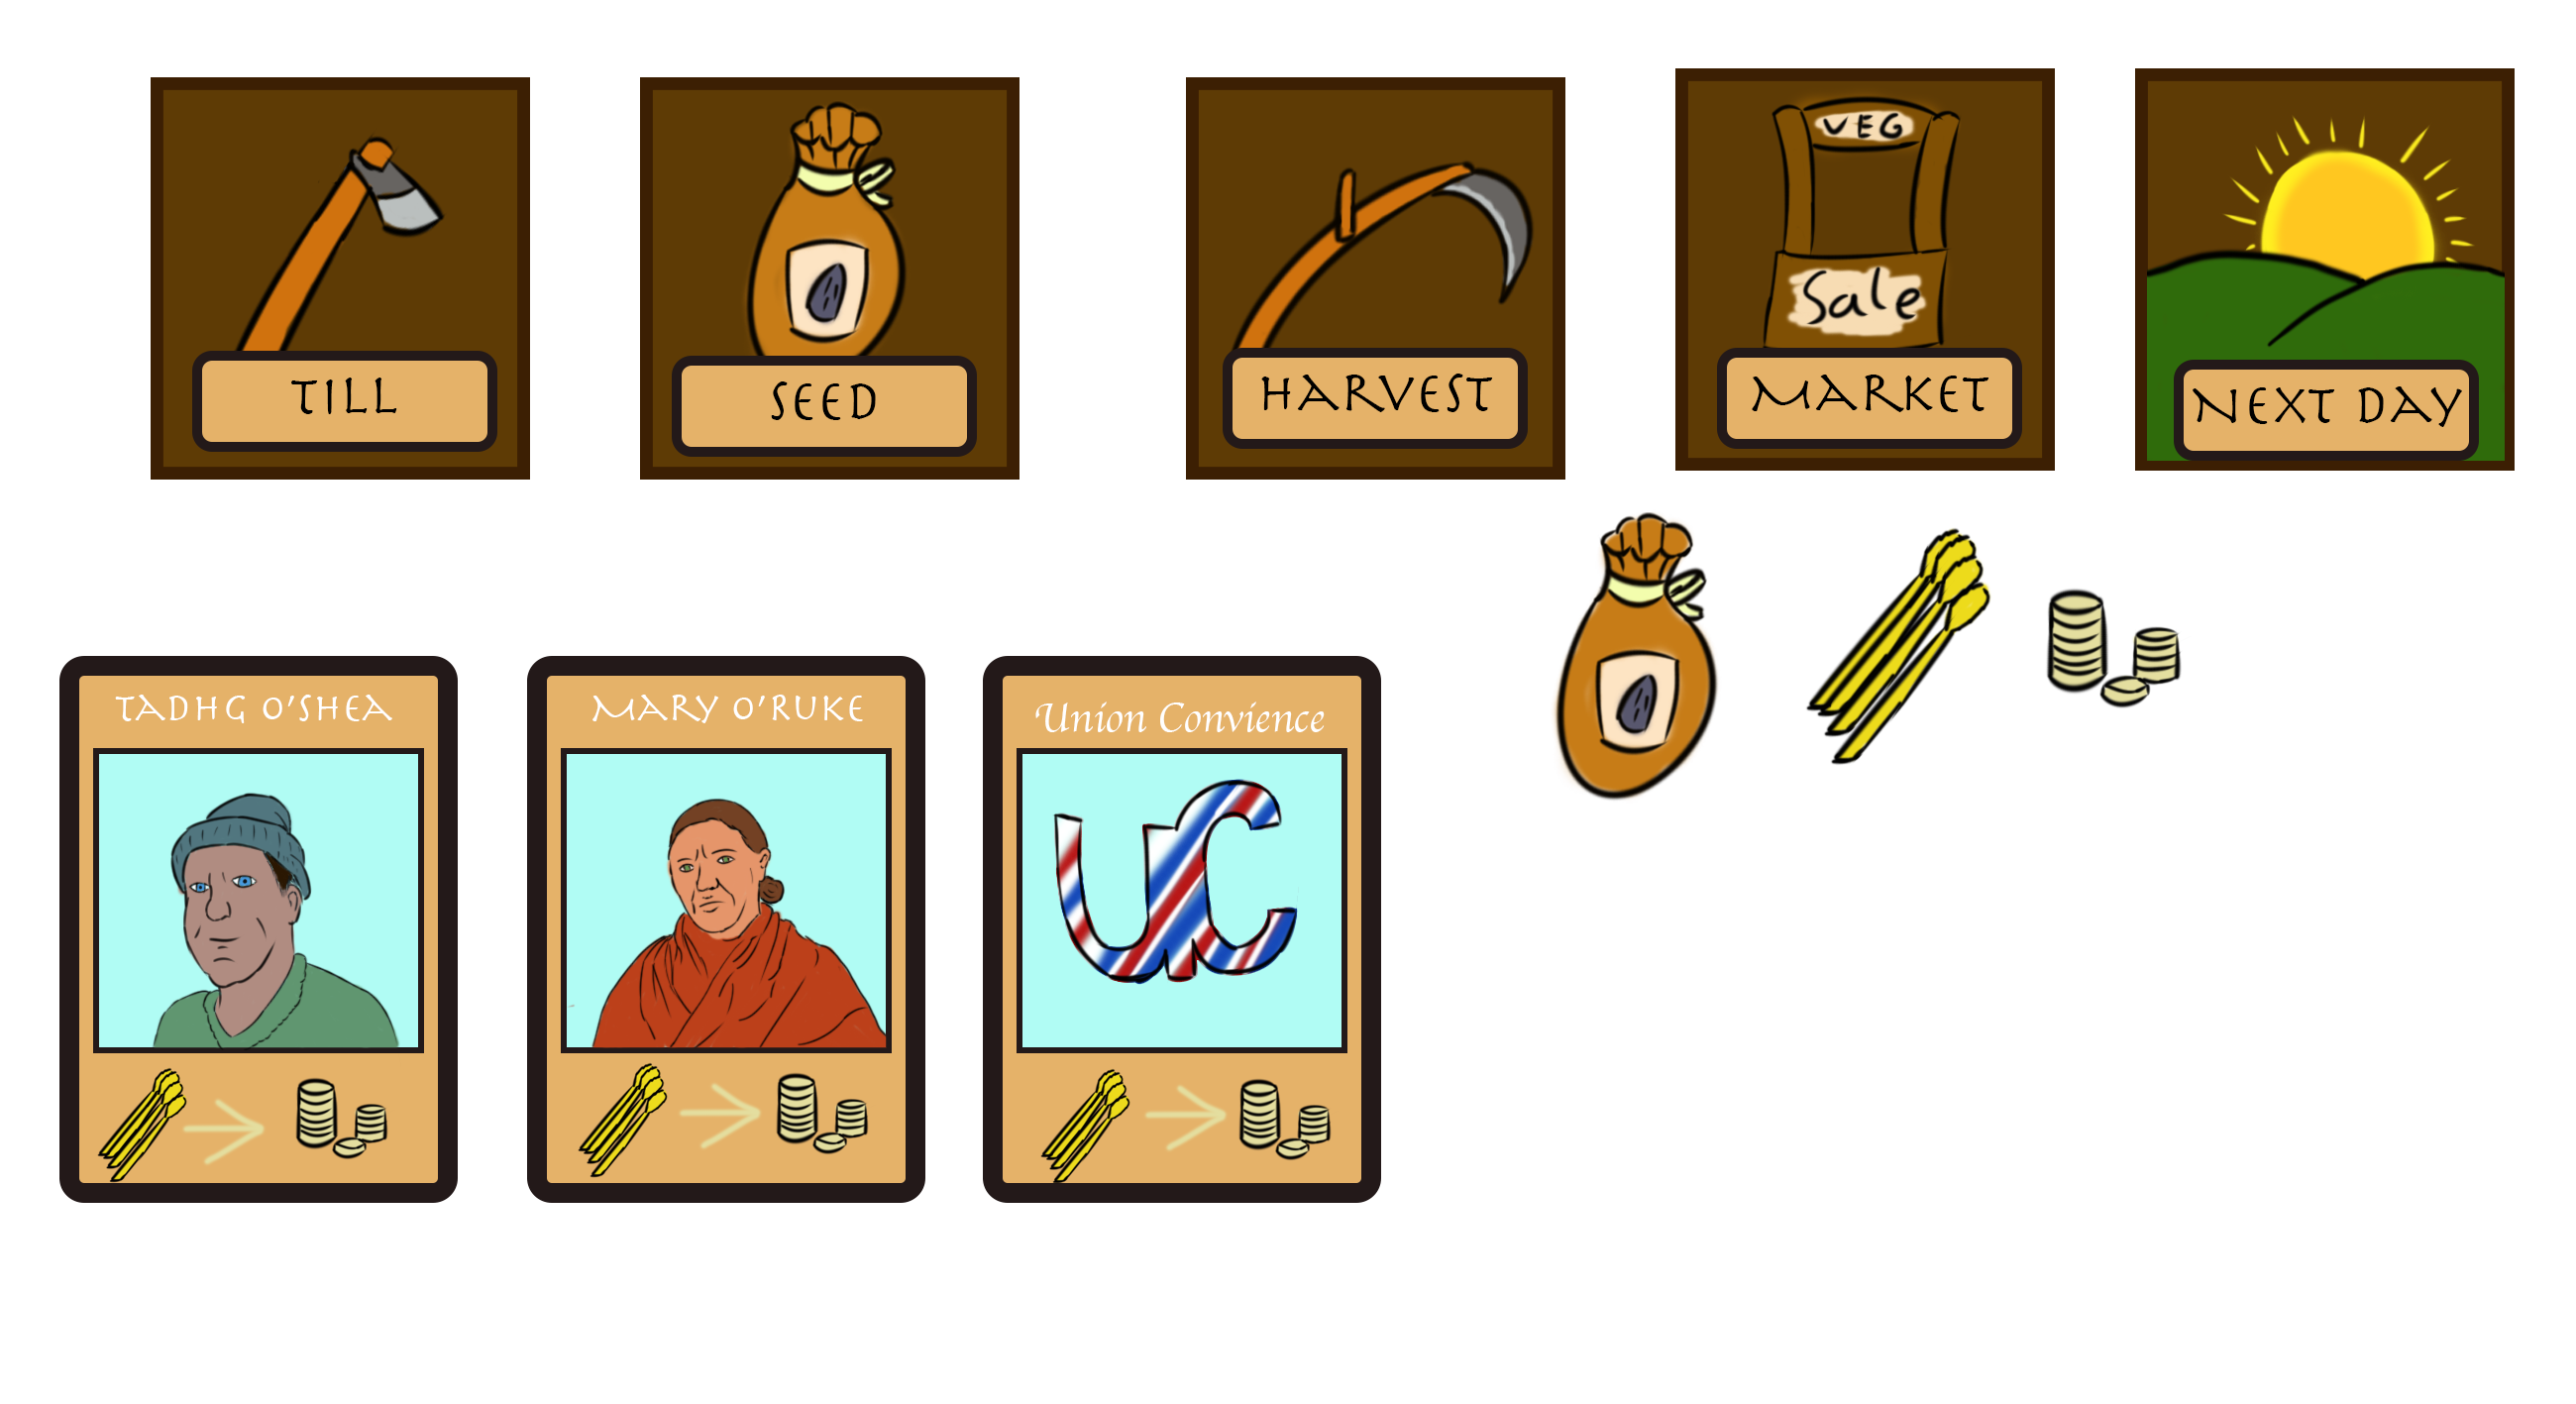 VEG
Sale
TILL
SEED
HARVEST
MARKET
NEXT DAY
TADHG O'SHEA
MARY O'RUKE
Union Convience
UC